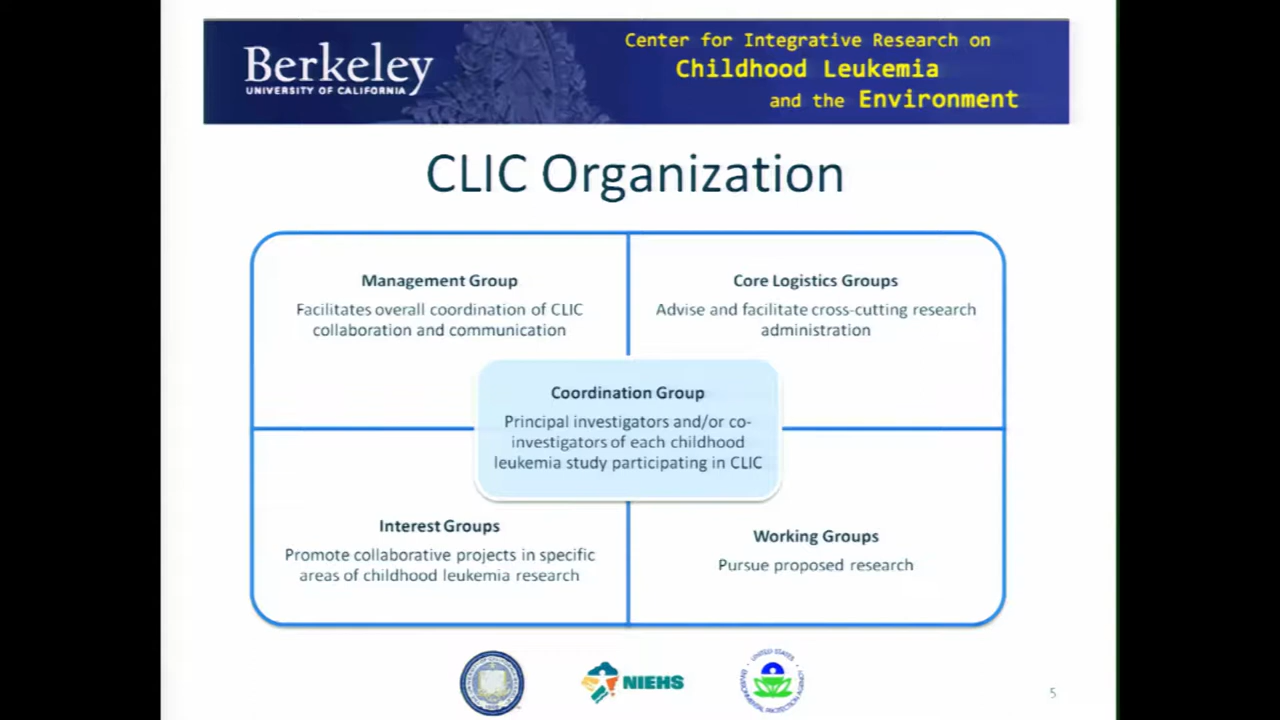 Berkeley
UNIVERSITY OF CALIFORNIA
Center for Integrative Research on
Childhood Leukemia
and the Environment
CLIC Organization
Management Group
Facilitates overall coordination of CLIC
collaboration and communication
Core Logistics Groups
Advise and facilitate cross-cutting research
administration
Coordination Group
Principal investigators and/or co-
investigators of each childhood
leukemia study participating in CLIC
Interest Groups
Promote collaborative projects in specific
areas of childhood leukemia research
Working Groups
Pursue proposed research
NIEHS
UNITED STATES
5